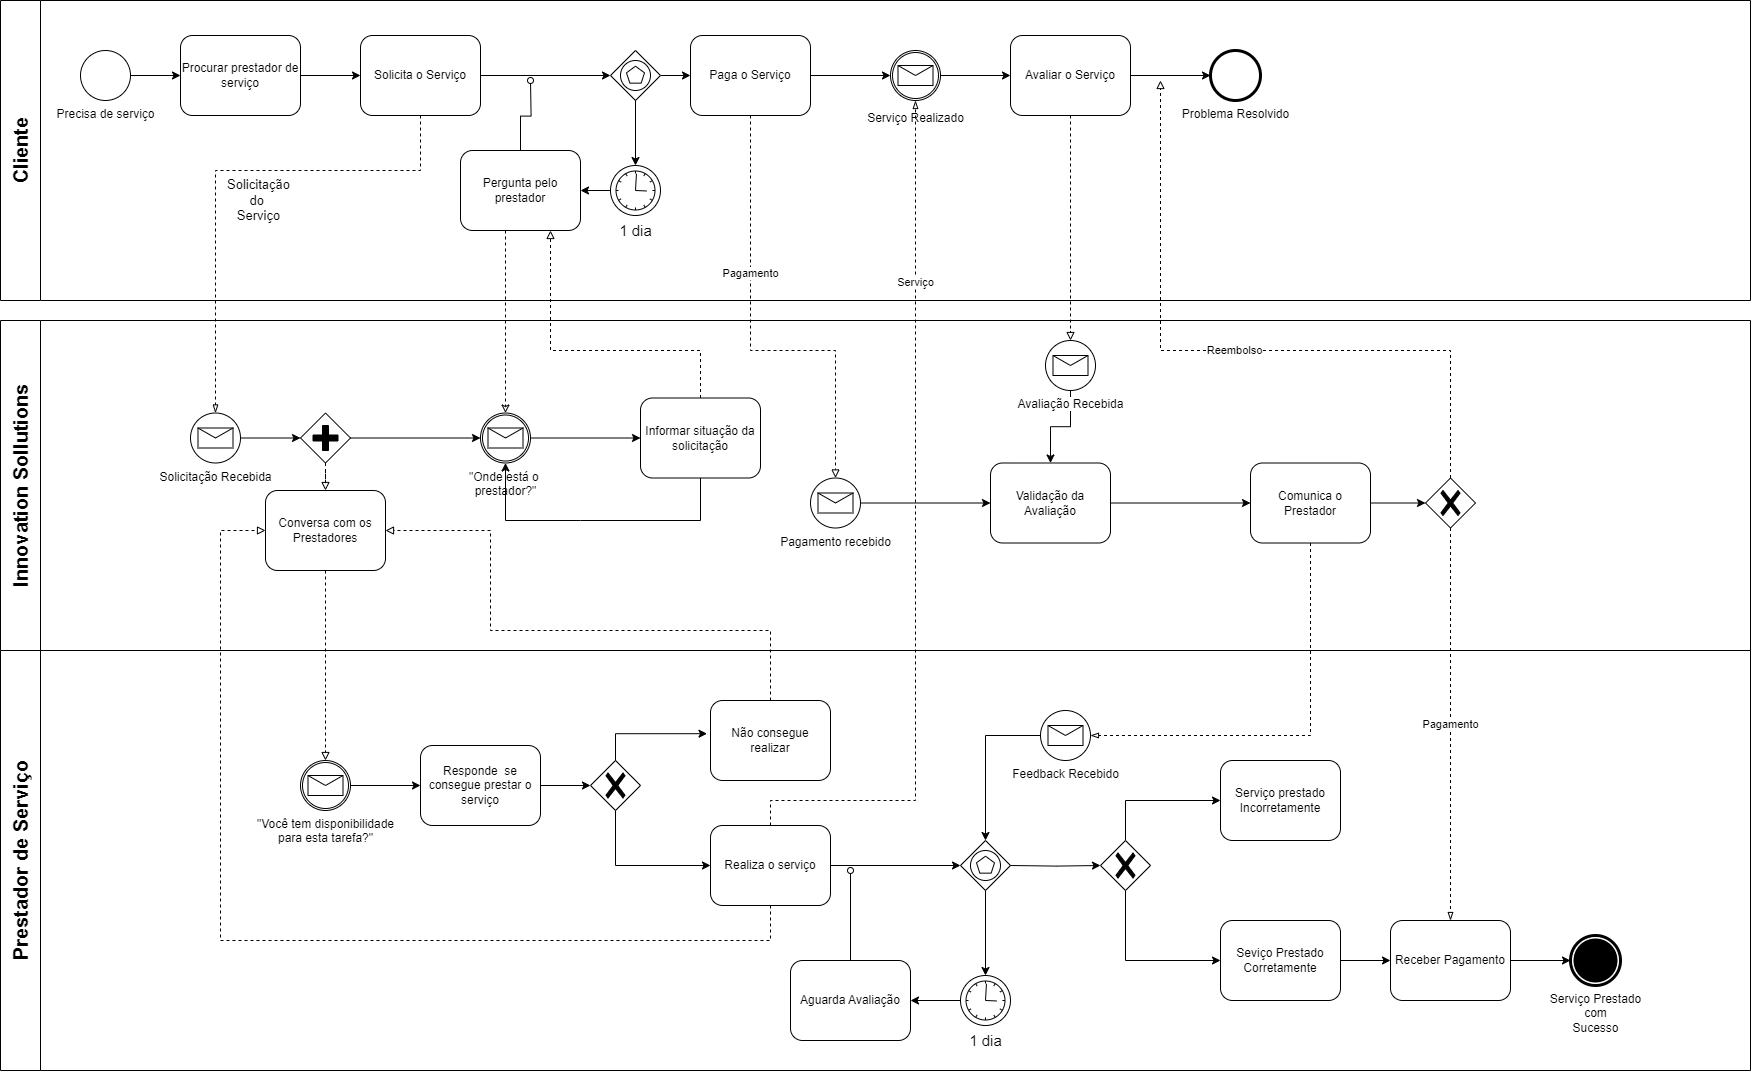 Cliente
Precisa de serviço
Procurar prestador de
serviço
Solicita o Serviço
Pergunta pelo
prestador
1 dia
Paga o Serviço
Serviço Realizado
Avaliar o Serviço
Problema Resolvido
Solicitação
do
Serviço
Pagamento
Serviço
Innovation Solutions
Solicitação Recebida
Conversa com os
Prestadores
"Onde está o
prestador?"
Informar situação da
solicitação
Pagamento recebido
Avaliação Recebida
Validação da
Avaliação
Comunica o
Prestador
Reembolso
Prestador de Serviço
"Você tem disponibilidade
para esta tarefa?"
Responde  se
consegue prestar o
serviço
Não consegue
realizar
Realiza o serviço
Aguarda Avaliação
1 dia
Feedback Recebido
Serviço prestado
Incorretamente
Seviço Prestado
Corretamente
Pagamento
Receber Pagamento
Serviço Prestado
com
Sucesso